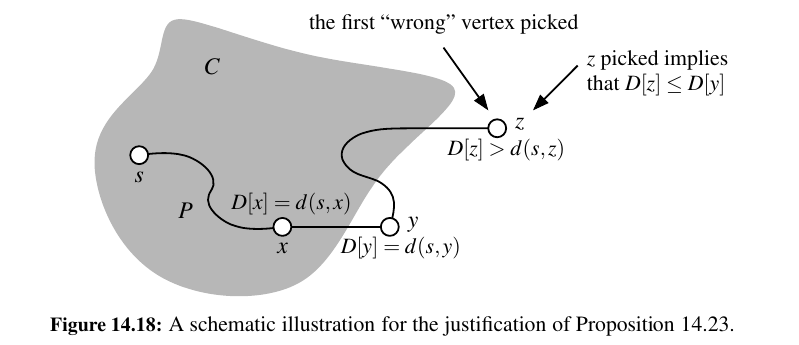 the first “wrong” vertex picked
C
z picked implies
that D[z] ≤ D[y]
z
D[z] > d(s,z)
s
P
D[x] = d(s,x)
y
x
D[y] = d(s,y)
Figure 14.18: A schematic illustration for the justification of Proposition 14.23.